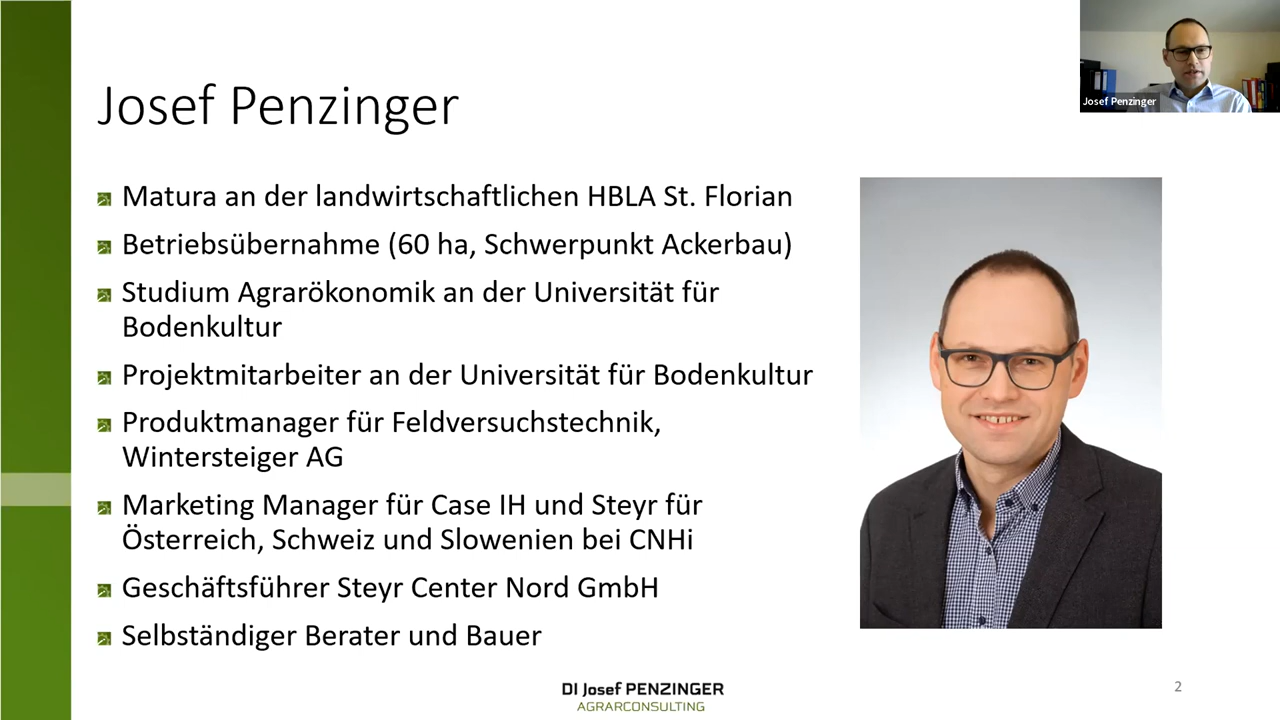 Josef Penzinger
Josef Penzinger
Matura an der landwirtschaftlichen HBLA St. Florian
Betriebsübernahme (60 ha, Schwerpunkt Ackerbau)
Studium Agrarökonomik an der Universität für
Bodenkultur
Projektmitarbeiter an der Universität für Bodenkultur
Produktmanager für Feldversuchstechnik,
Wintersteiger AG
Marketing Manager für Case IH und Steyr für
Österreich, Schweiz und Slowenien bei CNHi
Geschäftsführer Steyr Center Nord GmbH
Selbständiger Berater und Bauer
DI Josef PENZINGER
AGRARCONSULTING
2